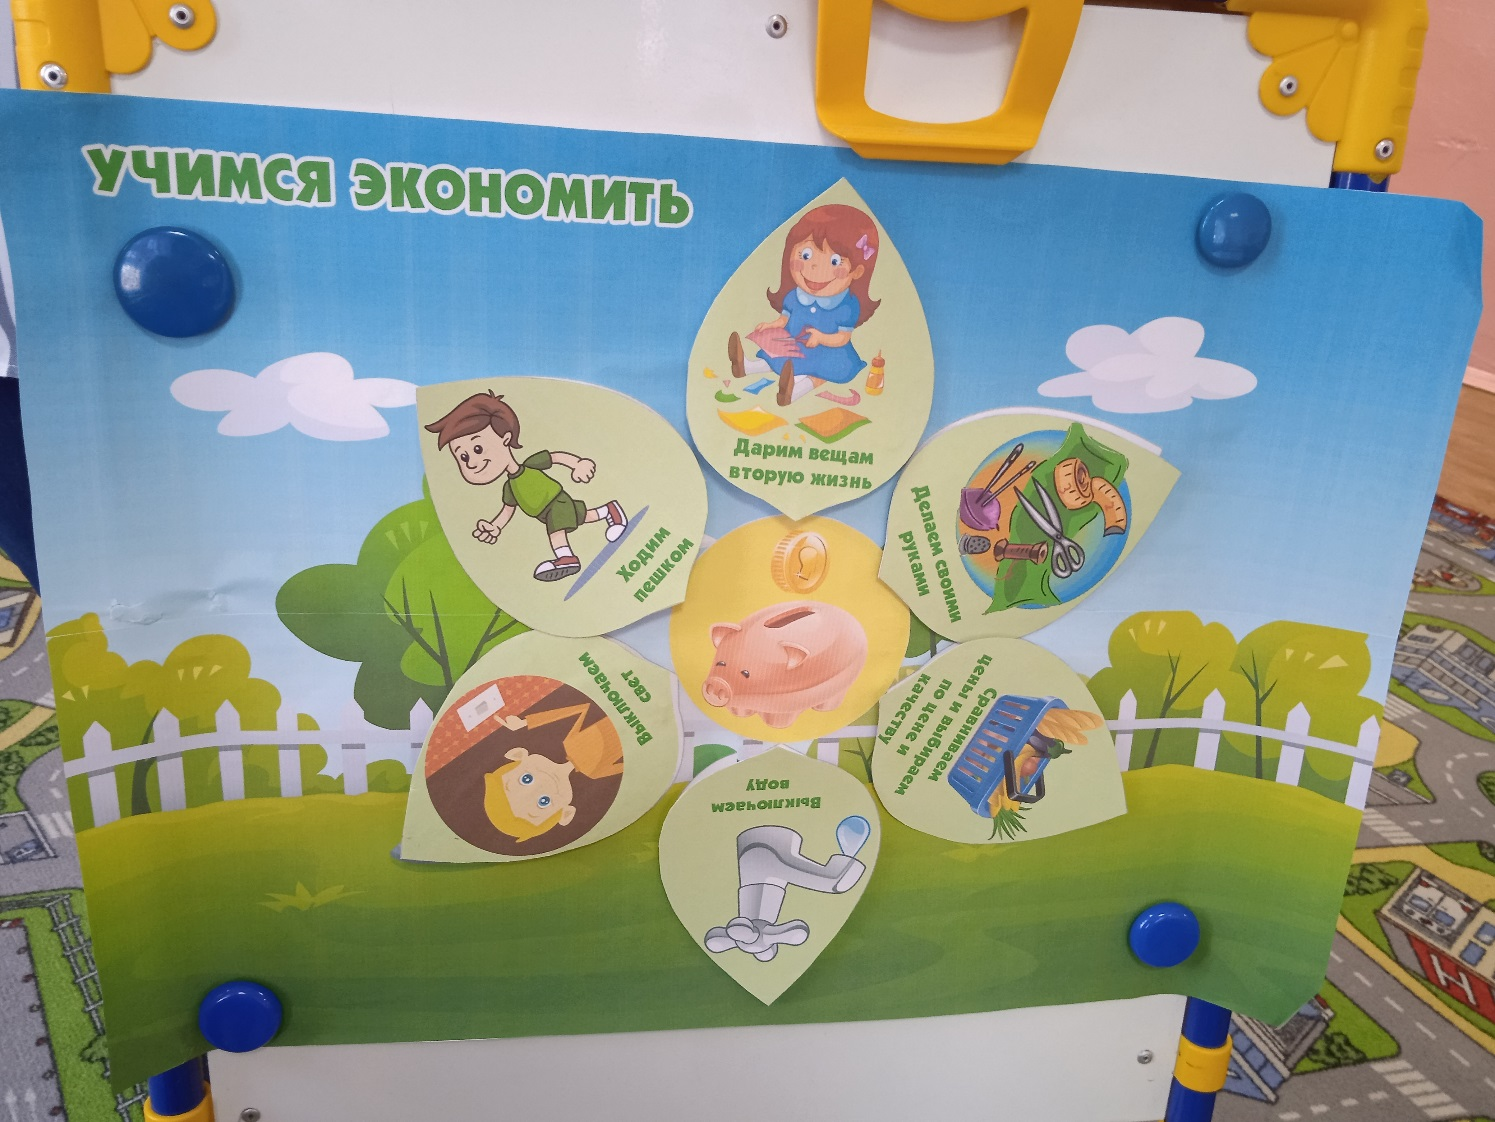 УЧИМСЯ ЭКОНОМИТЬ
Дарим вещам
вторую жизнь
Делаем своими
руками
Сравниваем
цены и выбираем
по цене и
качеству
Выключаем
воду
Выключаем
свет
Ходим
пешком